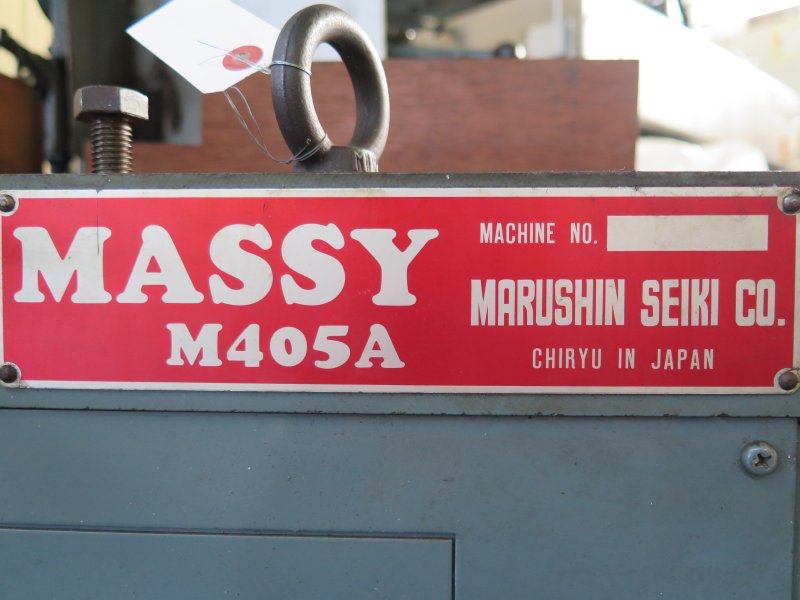 MASSY
M405A
MACHINE NO.
MARUSHIN SEIKI CO.
CHIRYU IN JAPAN